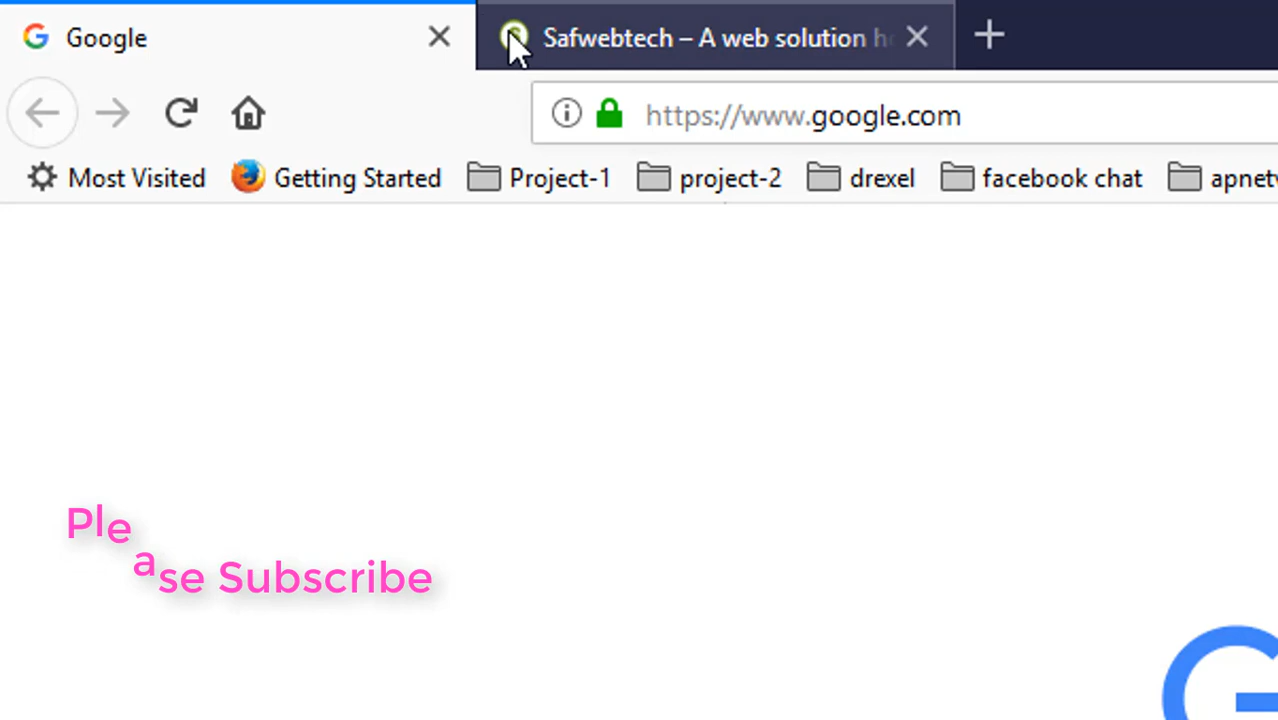 Google
Safwebtech – A web solution
https://www.google.com
Most Visited
Getting Started
Project-1
project-2
drexel
facebook chat
Please Subscribe
G